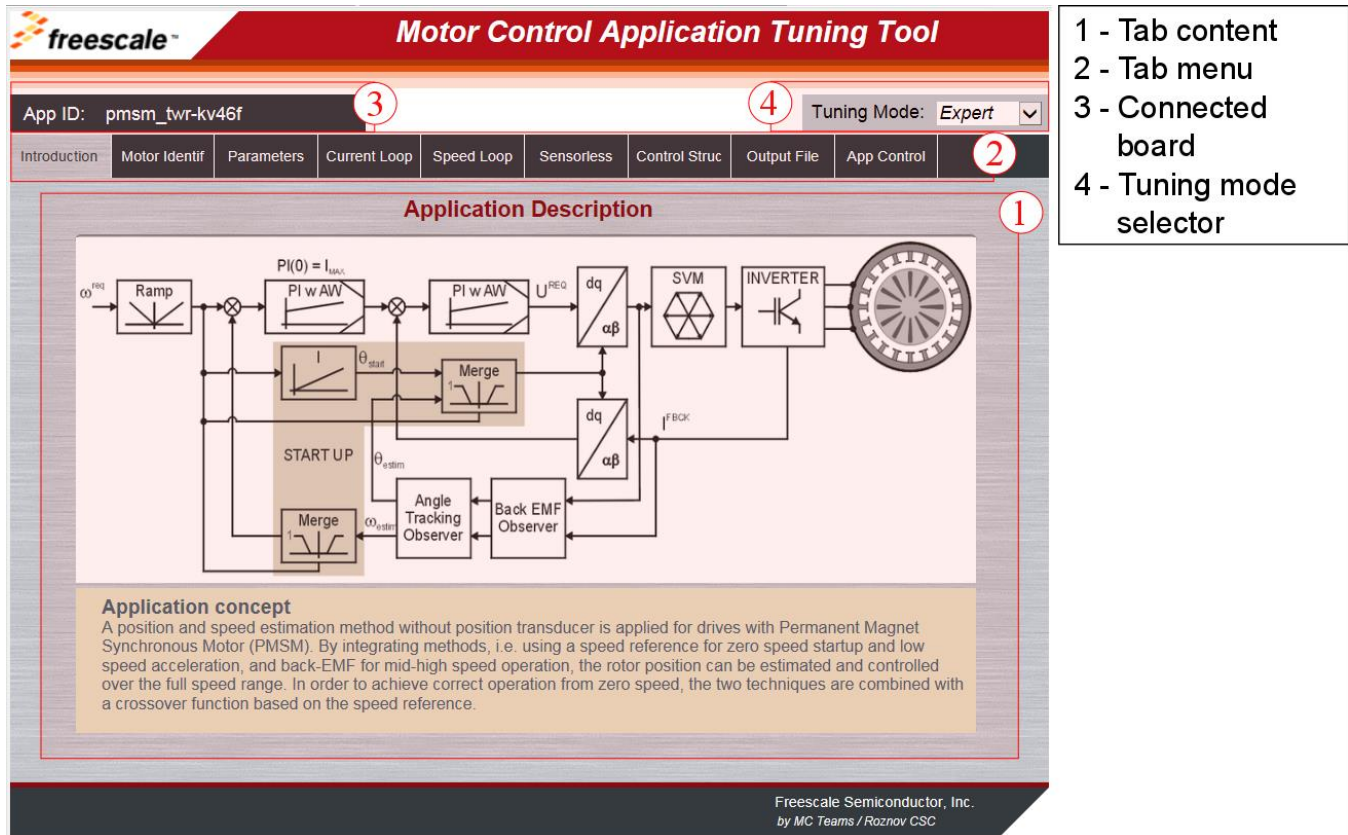 freescale™
Motor Control Application Tuning Tool
App ID: pmsm_twr-kv46f
3
4
Tuning Mode: Expert
Introduction
Motor Identif
Parameters
Current Loop
Speed Loop
Sensorless
Control Struc
Output File
App Control
2
1
Application Description
PI(0) = I_MAX
ω^req
Ramp
PI w AW
PI w AW
U^REQ
dq
αβ
SVM
INVERTER
I
θ_start
Merge
1
dq
αβ
I^FBCK
START UP
θ_estim
Angle
Tracking
Observer
Back EMF
Observer
Merge
1
ω_estim
Application concept
A position and speed estimation method without position transducer is applied for drives with Permanent Magnet
Synchronous Motor (PMSM). By integrating methods, i.e. using a speed reference for zero speed startup and low
speed acceleration, and back-EMF for mid-high speed operation, the rotor position can be estimated and controlled
over the full speed range. In order to achieve correct operation from zero speed, the two techniques are combined with
a crossover function based on the speed reference.
Freescale Semiconductor, Inc.
by MC Teams / Roznov CSC
1 - Tab content
2 - Tab menu
3 - Connected
board
4 - Tuning mode
selector